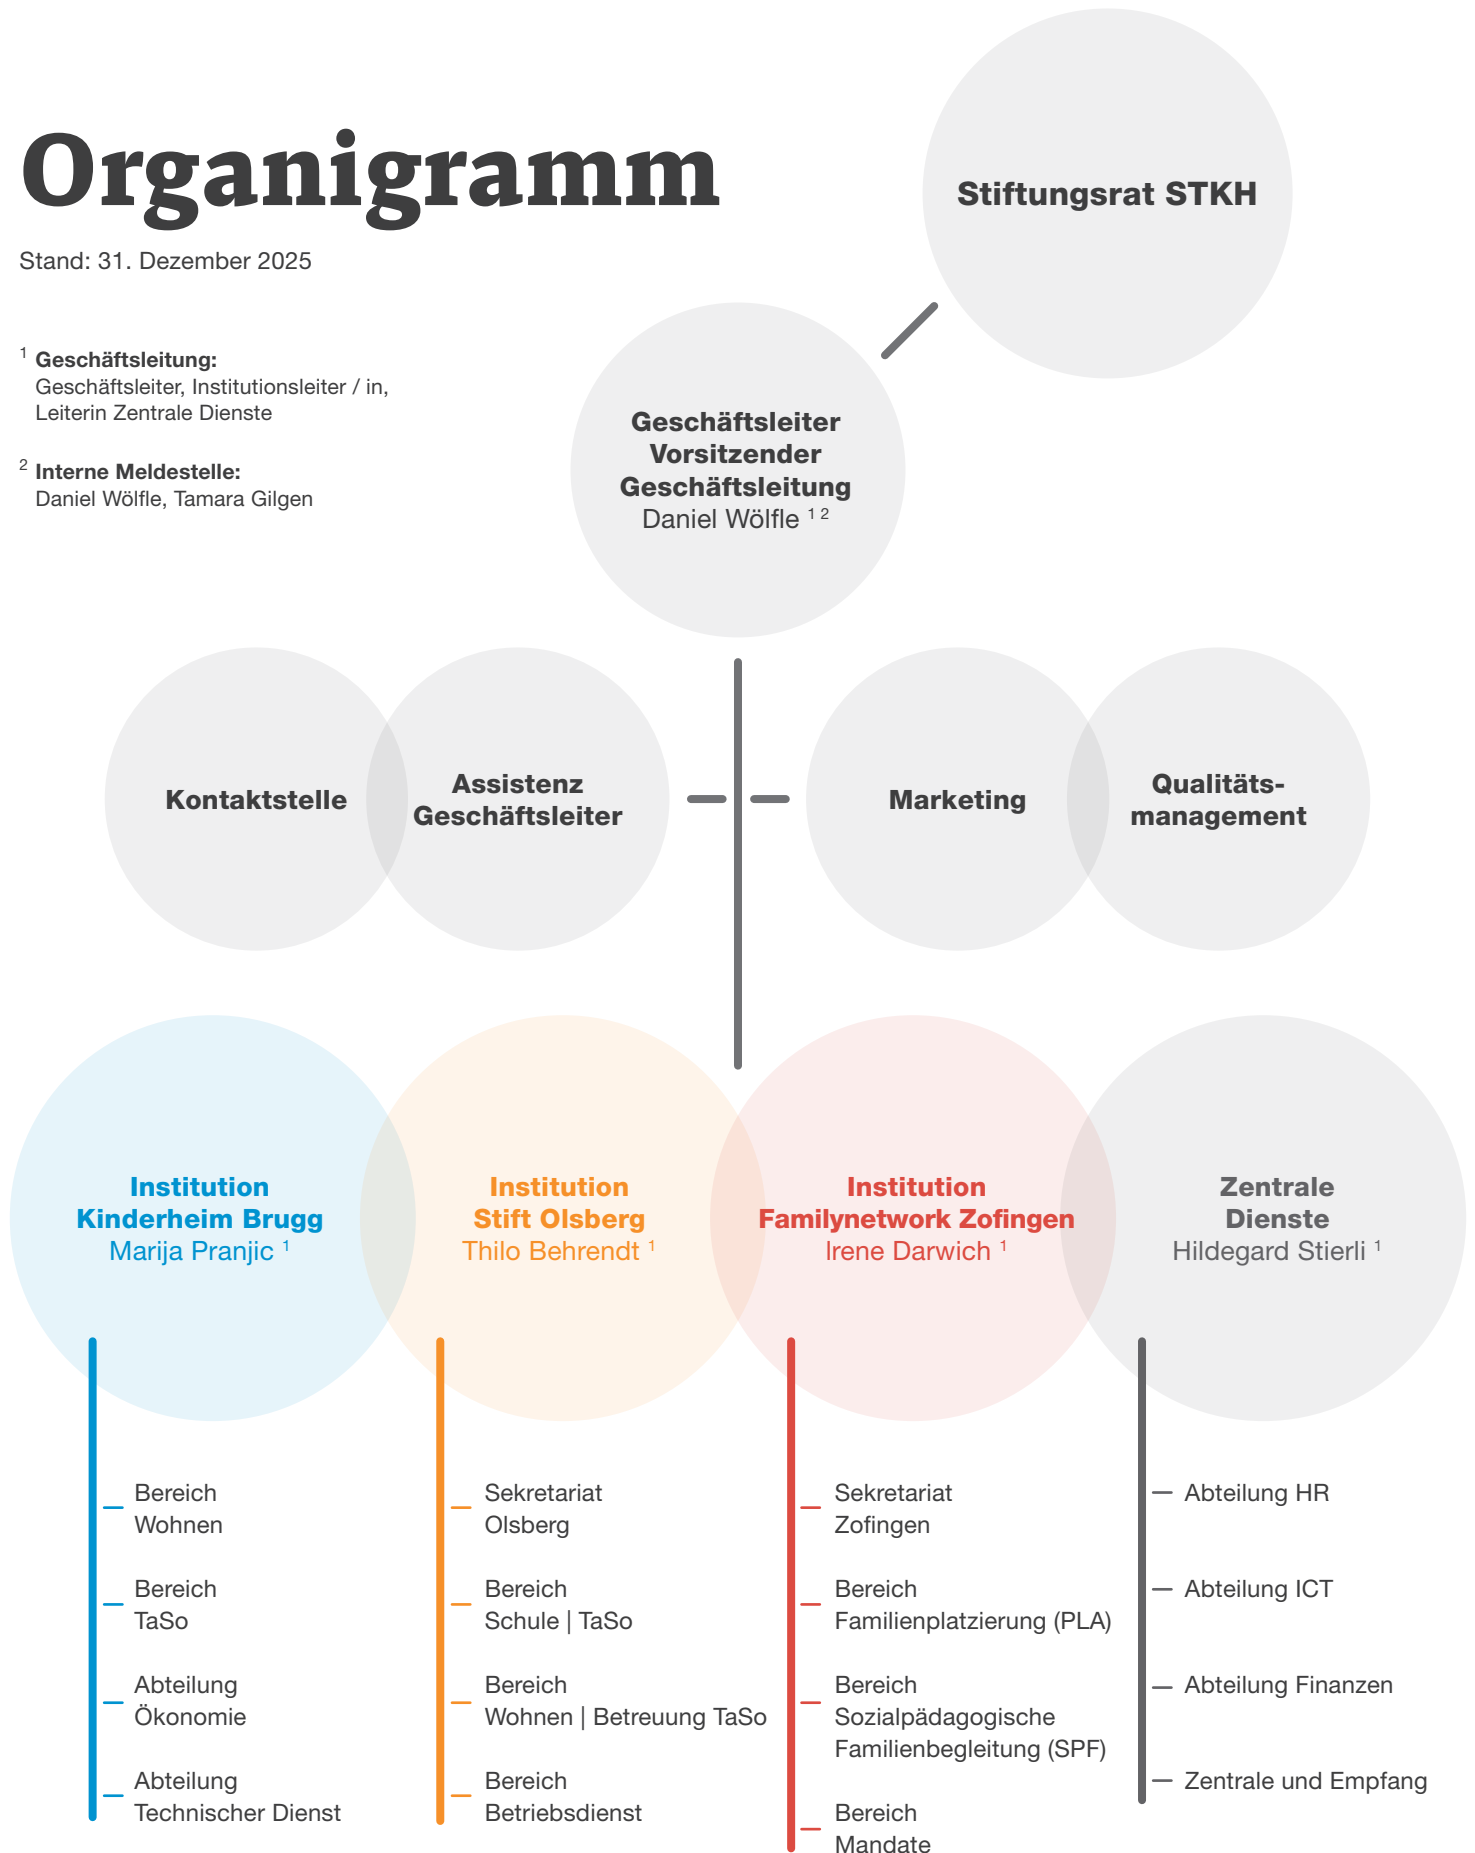 Organigramm
Stand: 31. Dezember 2025
1 Geschäftsleitung:
Geschäftsleiter, Institutionsleiter / in,
Leiterin Zentrale Dienste
2 Interne Meldestelle:
Daniel Wölfle, Tamara Gilgen
Stiftungsrat STKH
Geschäftsleiter
Vorsitzender
Geschäftsleitung
Daniel Wölfle 1 2
Kontaktstelle
Assistenz
Geschäftsleiter
Marketing
Qualitäts-
management
Institution
Kinderheim Brugg
Marija Pranjic 1
Institution
Stift Olsberg
Thilo Behrendt 1
Institution
Familynetwork Zofingen
Irene Darwich 1
Zentrale
Dienste
Hildegard Stierli 1
Bereich
Wohnen
Bereich
TaSo
Abteilung
Ökonomie
Abteilung
Technischer Dienst
Sekretariat
Olsberg
Bereich
Schule | TaSo
Bereich
Wohnen | Betreuung TaSo
Bereich
Betriebsdienst
Sekretariat
Zofingen
Bereich
Familienplatzierung (PLA)
Bereich
Sozialpädagogische
Familienbegleitung (SPF)
Bereich
Mandate
Abteilung HR
Abteilung ICT
Abteilung Finanzen
Zentrale und Empfang